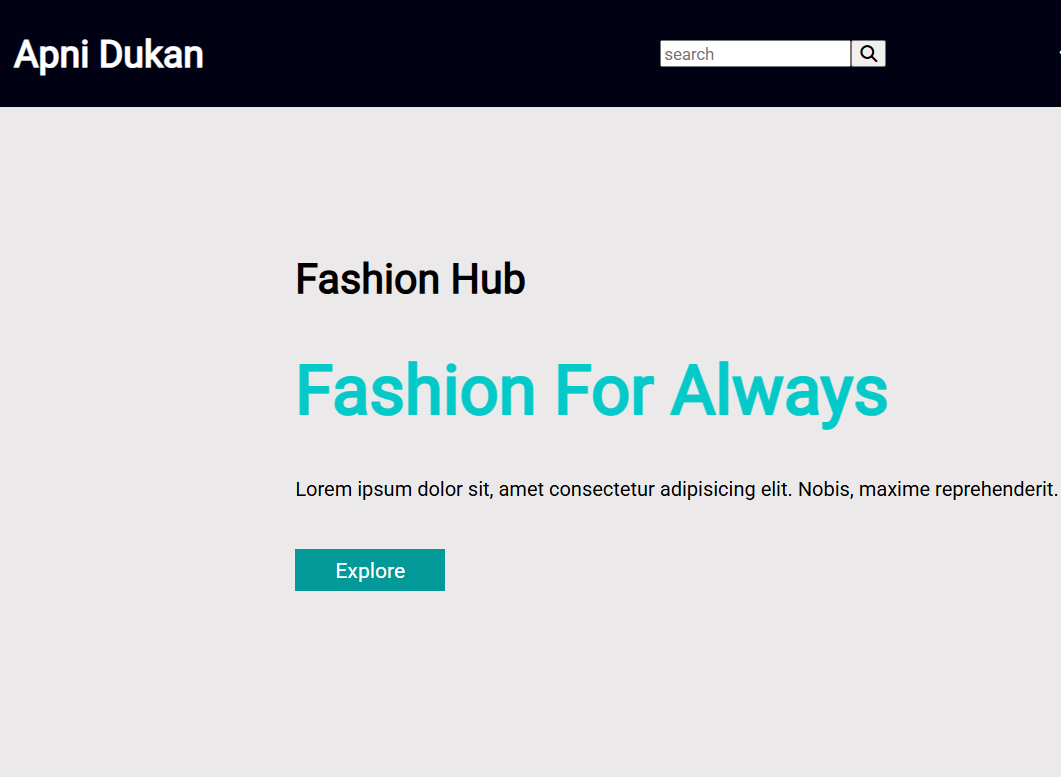 Apni Dukan
search
Fashion Hub
Fashion For Always
Lorem ipsum dolor sit, amet consectetur adipisicing elit. Nobis, maxime reprehenderit.
Explore